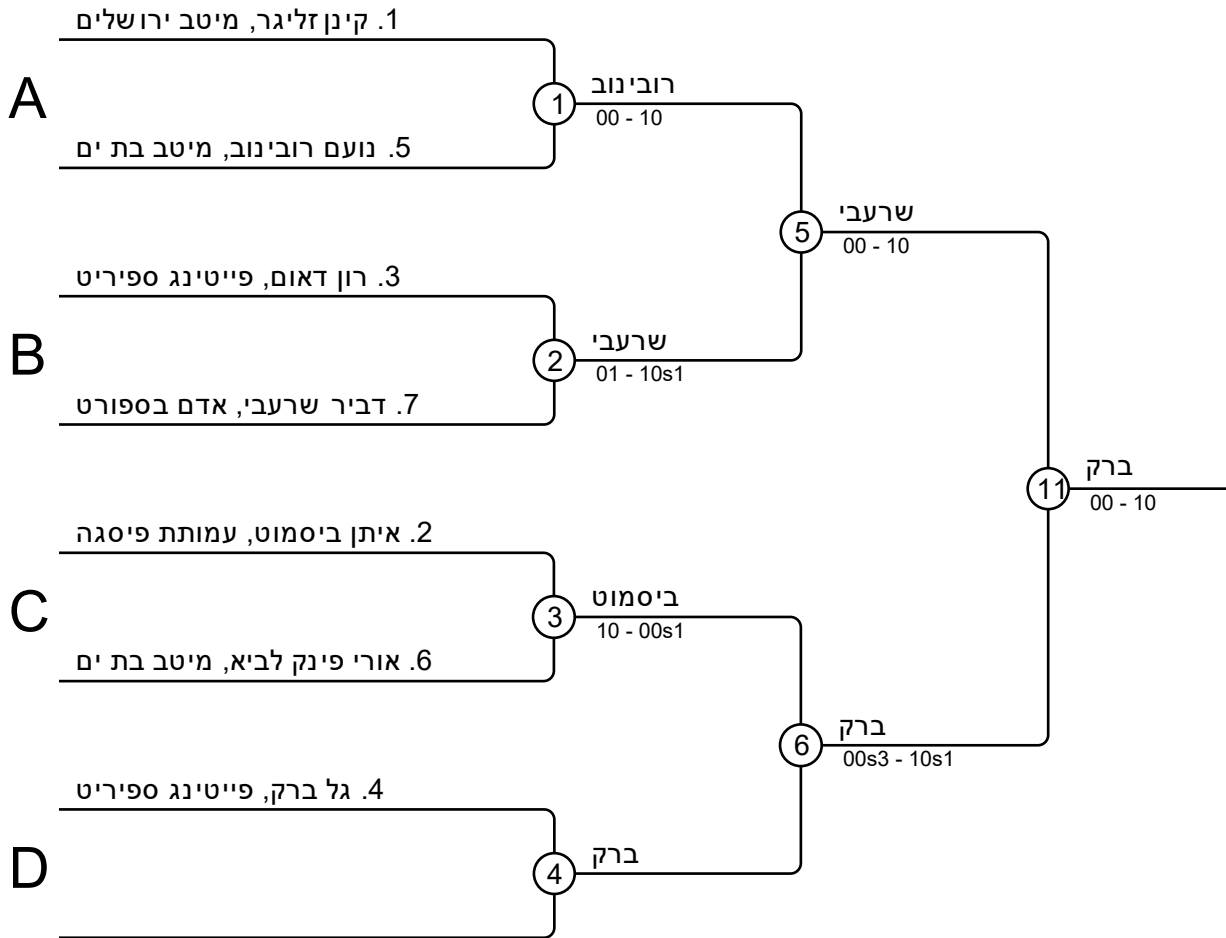 1. קינן זליגר, מיטב ירושלים
A
1
רובינוב
00 - 10
5. נועם רובינוב, מיטב בת ים
5
שרעבי
00 - 10
3. רון דאום, פייטינג ספיריט
B
2
שרעבי
01 - 10s1
7. דביר שרעבי, אדם בספורט
11
ברק
00 - 10
2. איתן ביסמוט, עמותת פיסגה
C
3
ביסמוט
10 - 00s1
6. אורי פינק לביא, מיטב בת ים
6
ברק
00s3 - 10s1
4. גל ברק, פייטינג ספיריט
D
4
ברק